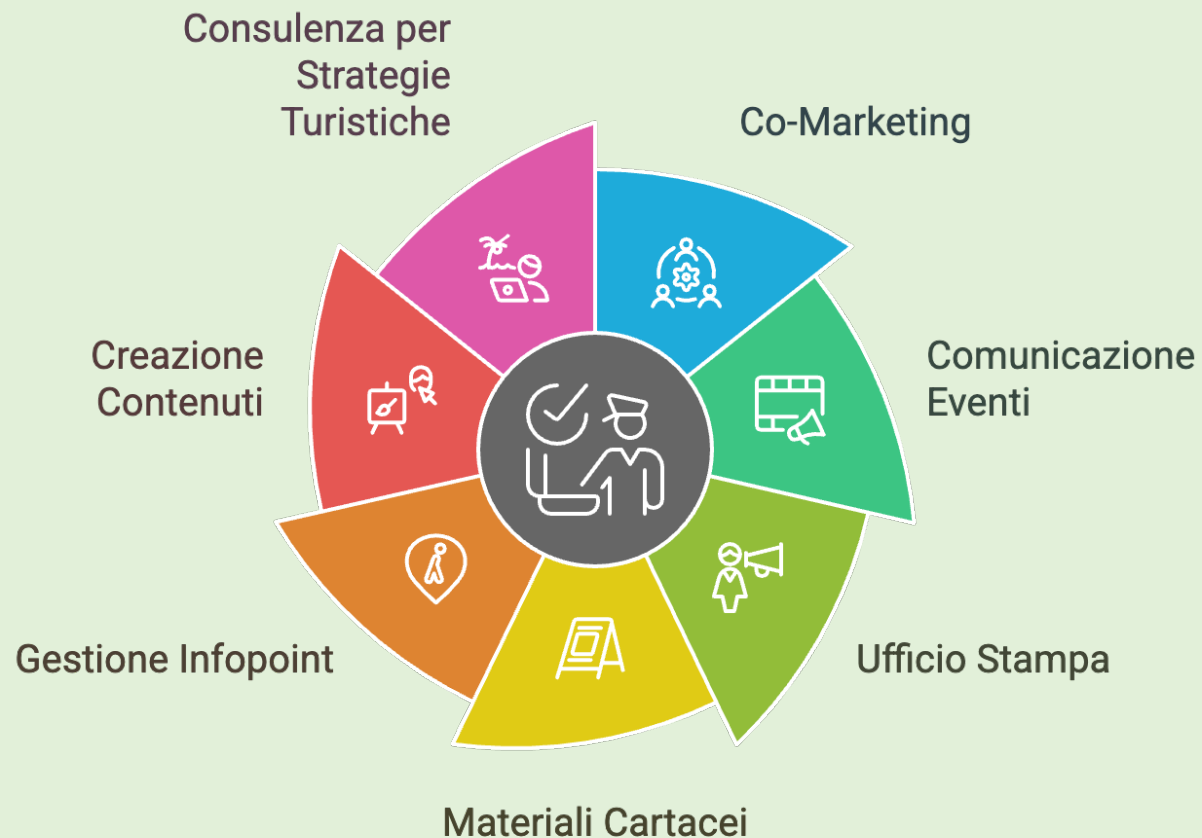 Consulenza per
Strategie
Turistiche
Co-Marketing
Creazione
Contenuti
Comunicazione
Eventi
Gestione Infopoint
Ufficio Stampa
Materiali Cartacei